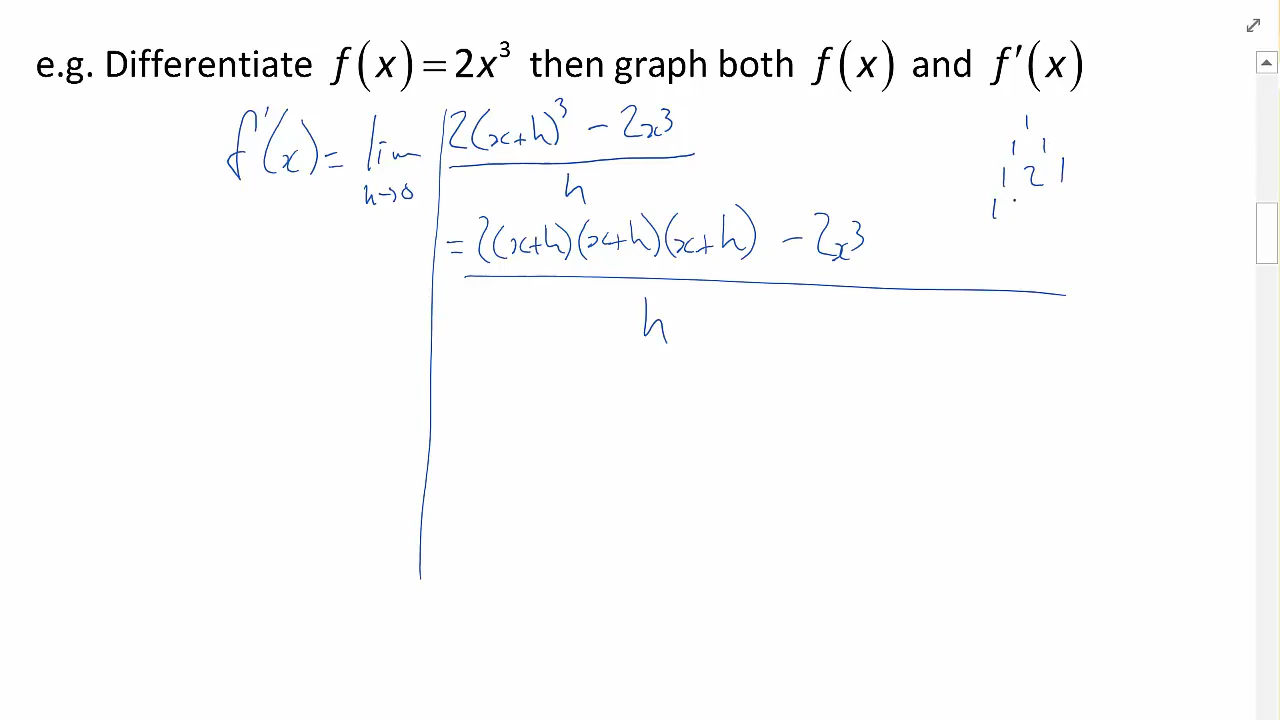 e.g. Differentiate f(x) = 2x³ then graph both f(x) and f′(x)
f′(x) = lim h→0 2(x+h)³ − 2x³
h
= 2(x+h)(x+h)(x+h) − 2x³
h
1
1 1
1 2 1
1